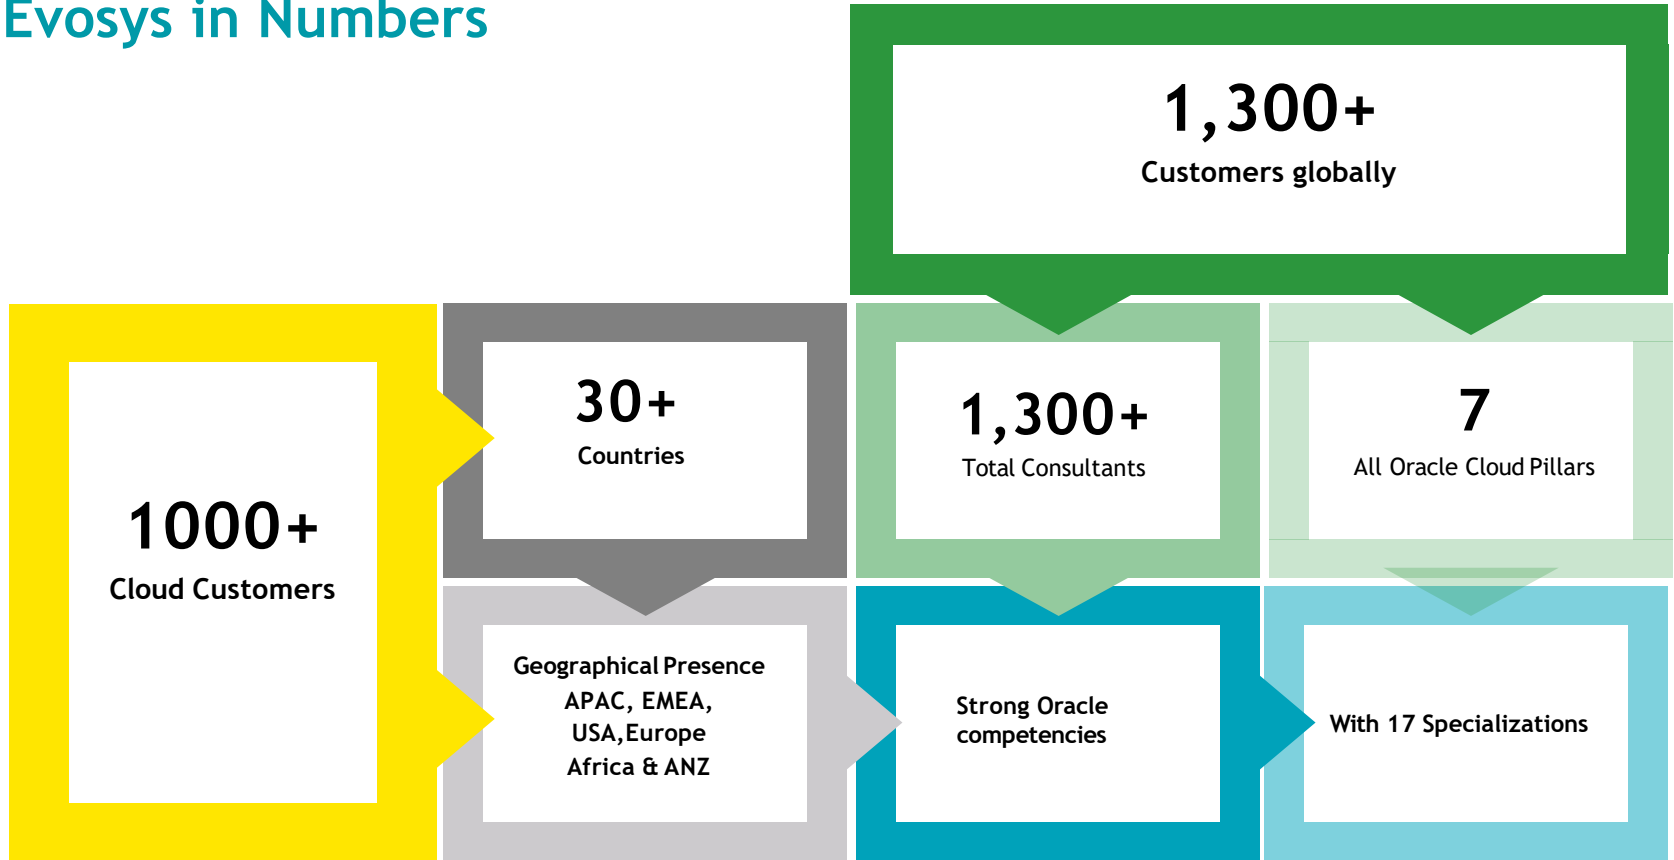 Evosys in Numbers
1,300+
Customers globally
1000+
Cloud Customers
30+
Countries
1,300+
Total Consultants
7
All Oracle Cloud Pillars
Geographical Presence
APAC, EMEA,
USA,Europe
Africa & ANZ
Strong Oracle
competencies
With 17 Specializations